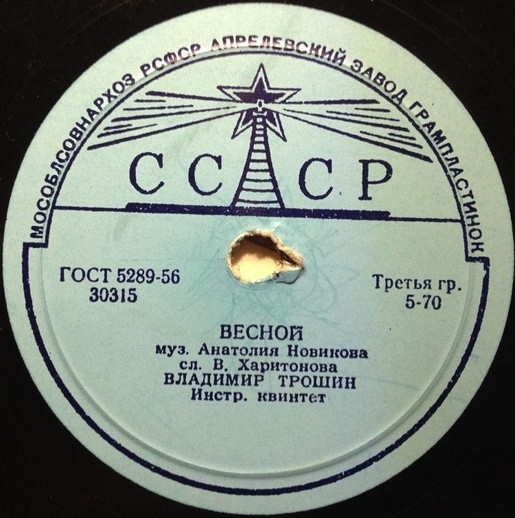 МОСОБЛСОВНАРХОЗ РСФСР АПРЕЛЕВСКИЙ ЗАВОД ГРАМПЛАСТИНОК
СССР
ГОСТ 5289-56
30315
Третья гр.
5-70
ВЕСНОЙ
муз. Анатолия Новикова
сл. В. Харитонова
ВЛАДИМИР ТРОШИН
Инстр. квинтет